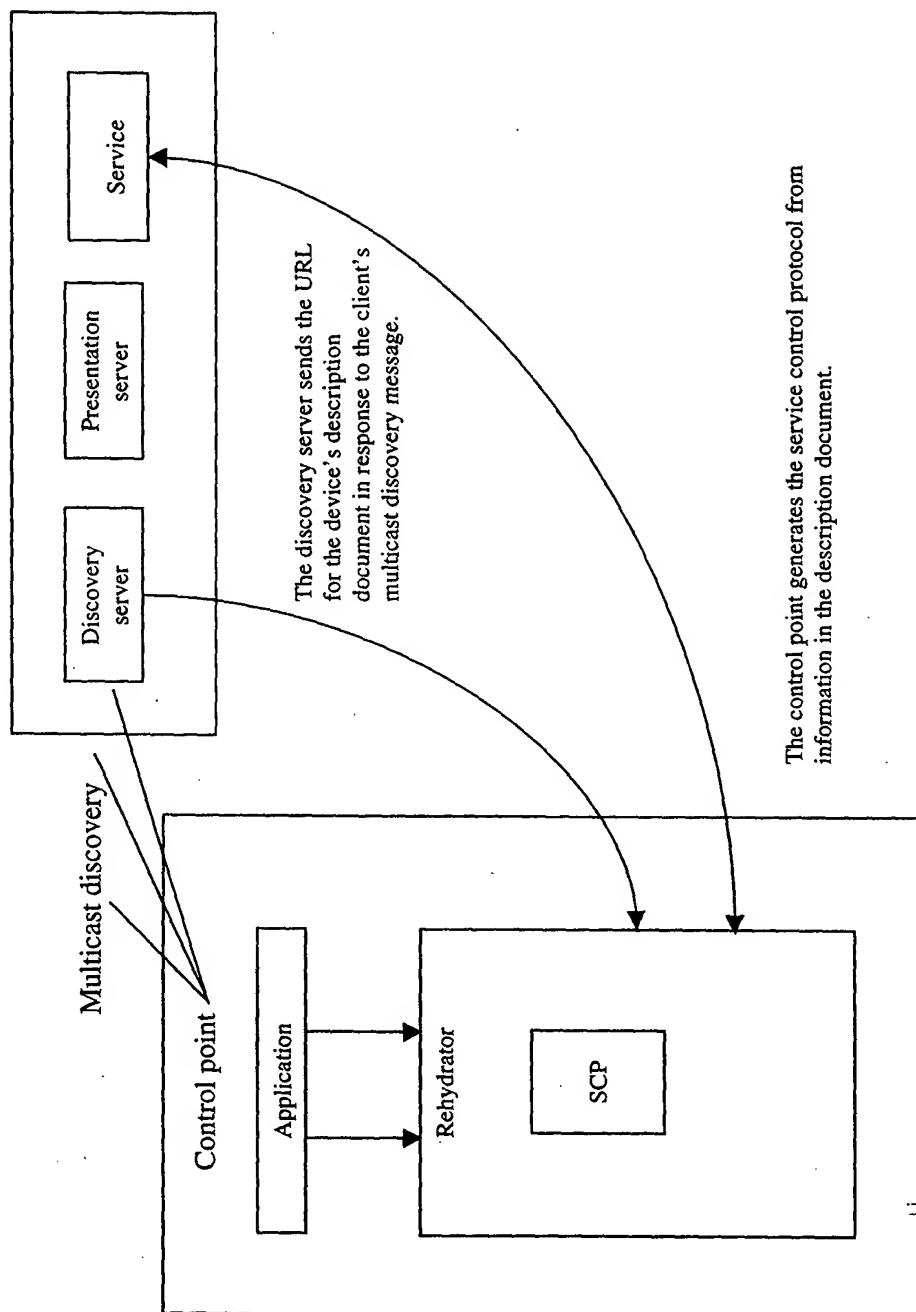 Multicast discovery
Control point
Application
Rehydrator
SCP
Discovery
server
Presentation
server
Service
The discovery server sends the URL
for the device's description
document in response to the client's
multicast discovery message.
The control point generates the service control protocol from
information in the description document.